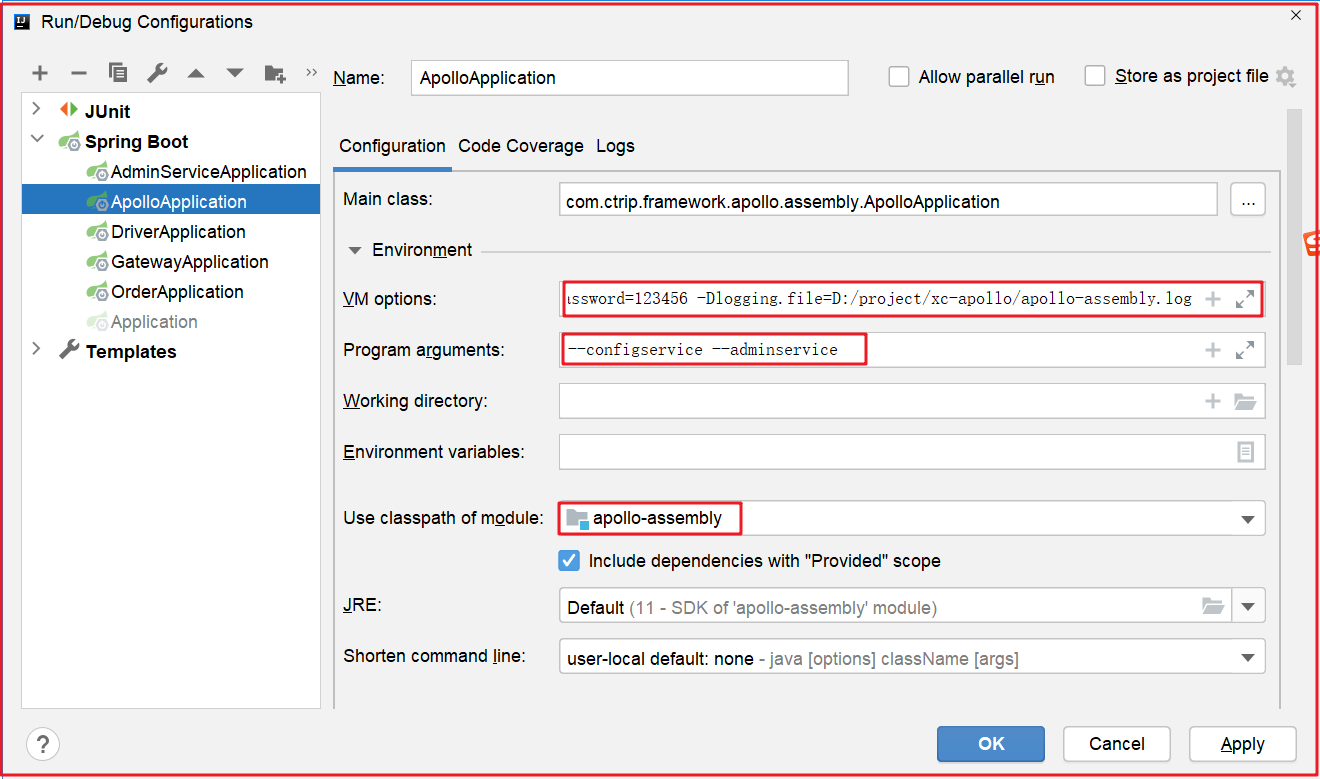 Run/Debug Configurations
Name: ApolloApplication
Allow parallel run
Store as project file
JUnit
Spring Boot
AdminServiceApplication
ApolloApplication
DriverApplication
GatewayApplication
OrderApplication
Application
Templates
Configuration Code Coverage Logs
Main class: com.ctrip.framework.apollo.assembly.ApolloApplication ...
Environment
VM options: ssword=123456 -Dlogging.file=D:/project/xc-apollo/apollo-assembly.log
Program arguments: --configservice --adminservice
Working directory:
Environment variables:
Use classpath of module: apollo-assembly
Include dependencies with "Provided" scope
JRE: Default (11 - SDK of 'apollo-assembly' module)
Shorten command line: user-local default: none - java [options] className [args]
? OK Cancel Apply